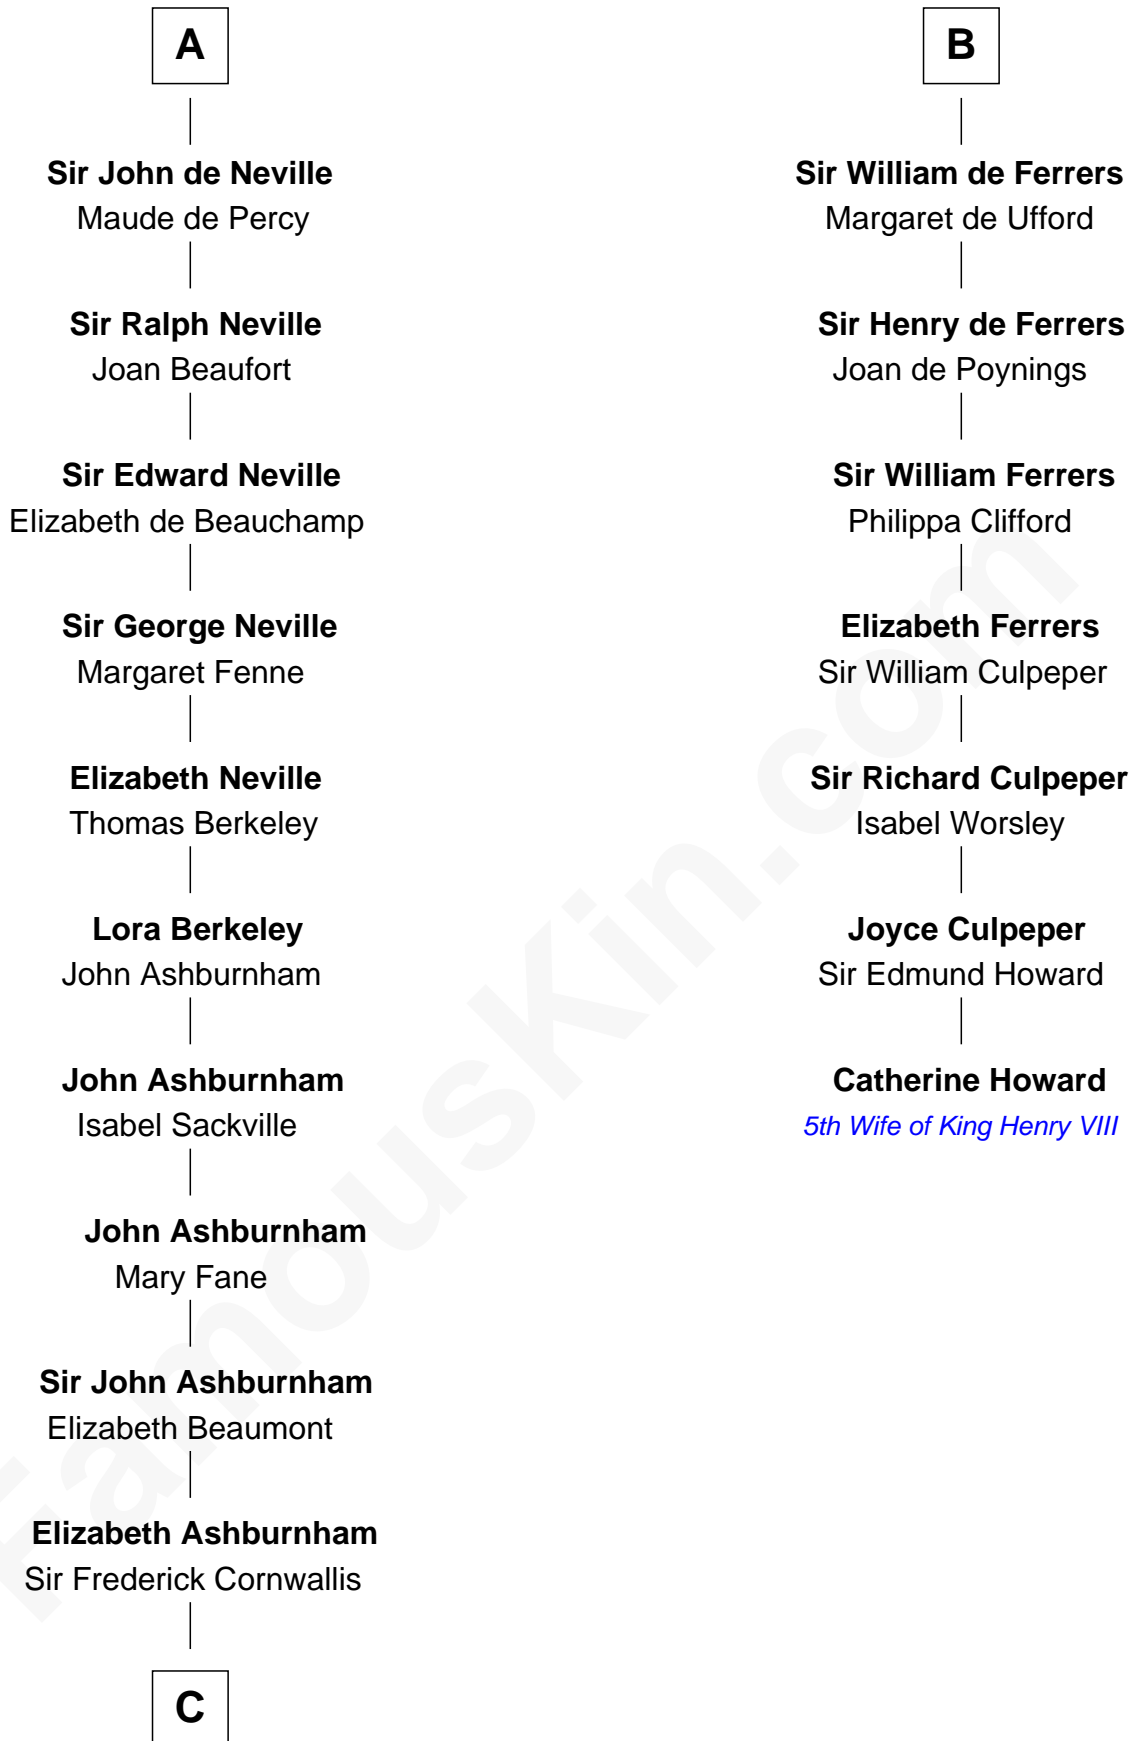 A
Sir John de Neville
Maude de Percy
Sir Ralph Neville
Joan Beaufort
Sir Edward Neville
Elizabeth de Beauchamp
Sir George Neville
Margaret Fenne
Elizabeth Neville
Thomas Berkeley
Lora Berkeley
John Ashburnham
John Ashburnham
Isabel Sackville
John Ashburnham
Mary Fane
Sir John Ashburnham
Elizabeth Beaumont
Elizabeth Ashburnham
Sir Frederick Cornwallis
C
B
Sir William de Ferrers
Margaret de Ufford
Sir Henry de Ferrers
Joan de Poynings
Sir William Ferrers
Philippa Clifford
Elizabeth Ferrers
Sir William Culpeper
Sir Richard Culpeper
Isabel Worsley
Joyce Culpeper
Sir Edmund Howard
Catherine Howard
5th Wife of King Henry VIII
FamousKin.com